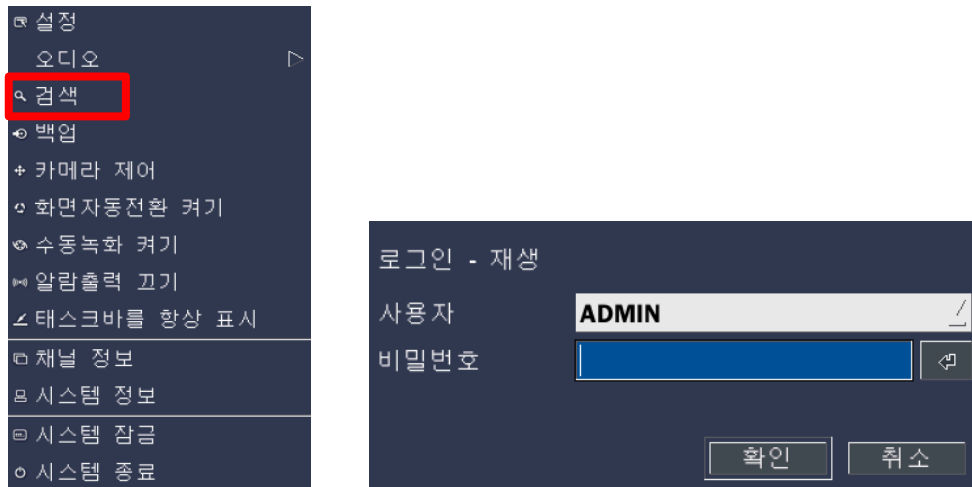 설정
오디오
검색
백업
카메라 제어
화면자동전환 켜기
수동녹화 켜기
알람출력 끄기
태스크바를 항상 표시
채널 정보
시스템 정보
시스템 잠금
시스템 종료
로그인 - 재생
사용자 ADMIN
비밀번호
확인 취소